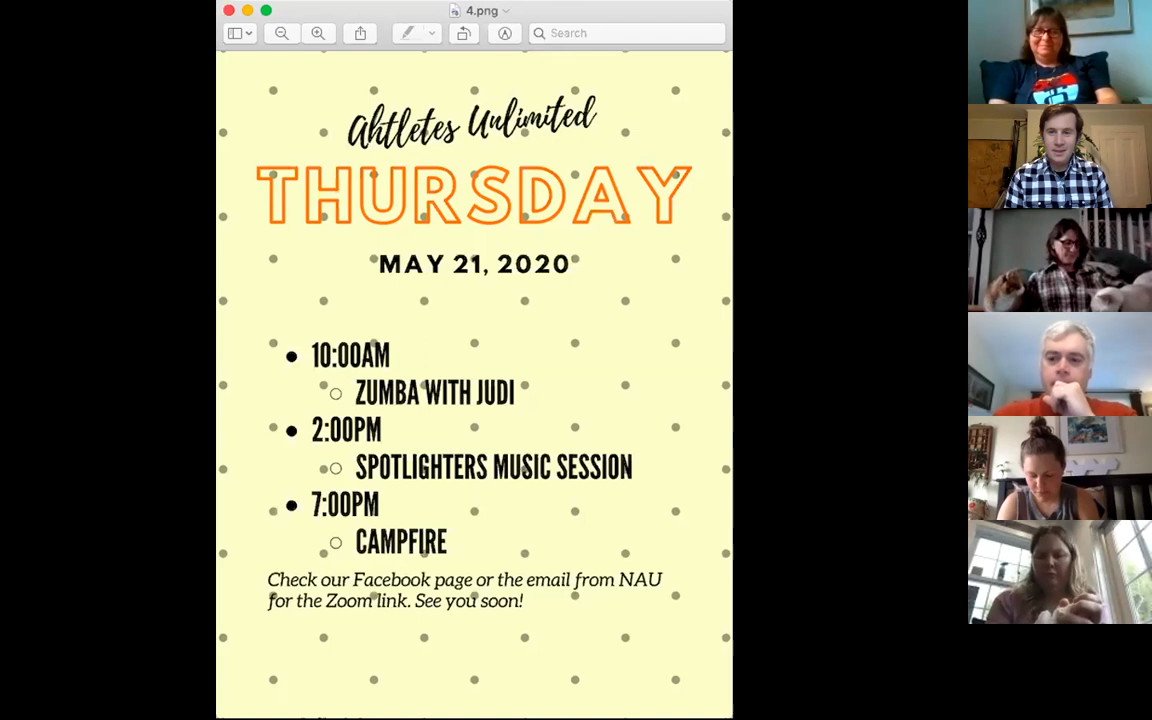 4.png
Search
Ahtletes Unlimited
THURSDAY
MAY 21, 2020
10:00AM
ZUMBA WITH JUDI
2:00PM
SPOTLIGHTERS MUSIC SESSION
7:00PM
CAMPFIRE
Check our Facebook page or the email from NAU
for the Zoom link. See you soon!